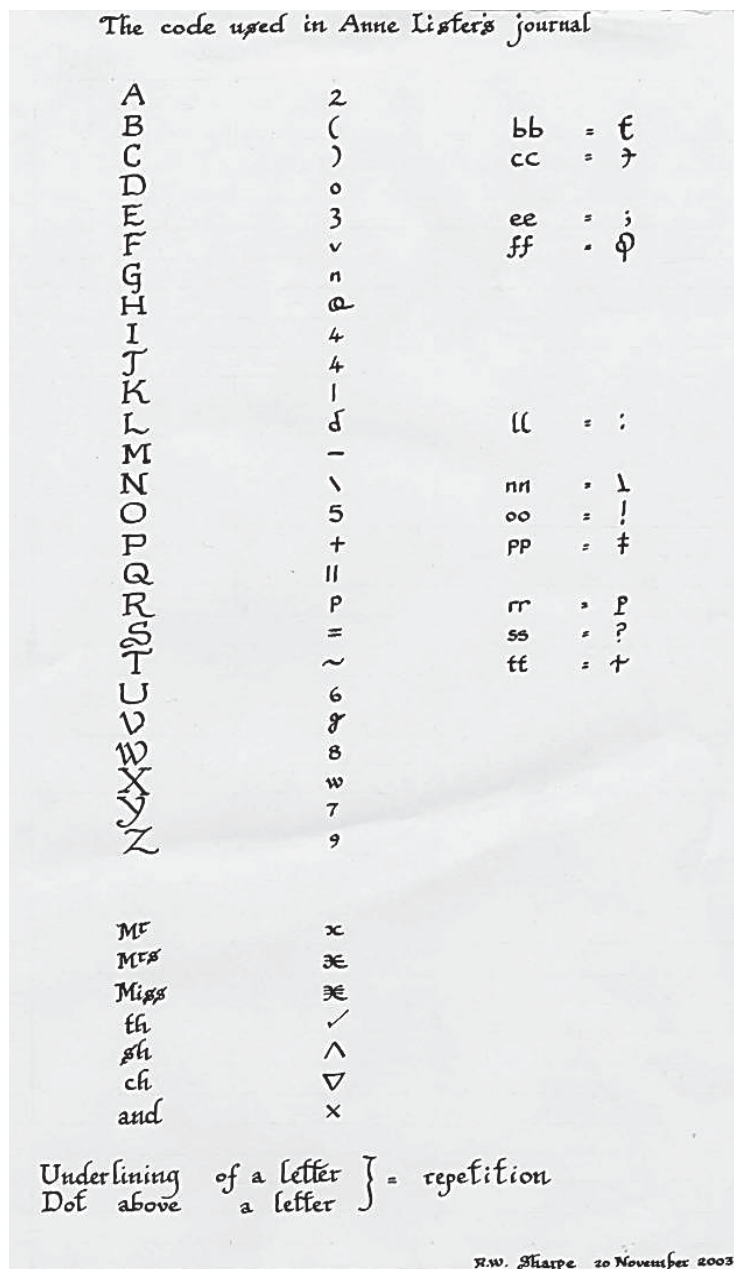 The code used in Anne Lister's journal
A 2
B ( bb = ₤
C ) cc =
D o
E 3 ee = ;
F v ff =
G n
H
I 4
J 4
K |
L ll = :
M –
N \ nn =
O 5 oo = !
P + pp = ‡
Q ||
R p rr =
S = ss = ?
T ~ tt = +
U 6
V g
W 8
X w
Y 7
Z 9
Mr x
Mrs
Miss
th ✓
sh ∧
ch ▽
and ×
Underlining of a letter } = repetition
Dot above a letter
R.W. Sharpe 20 November 2003